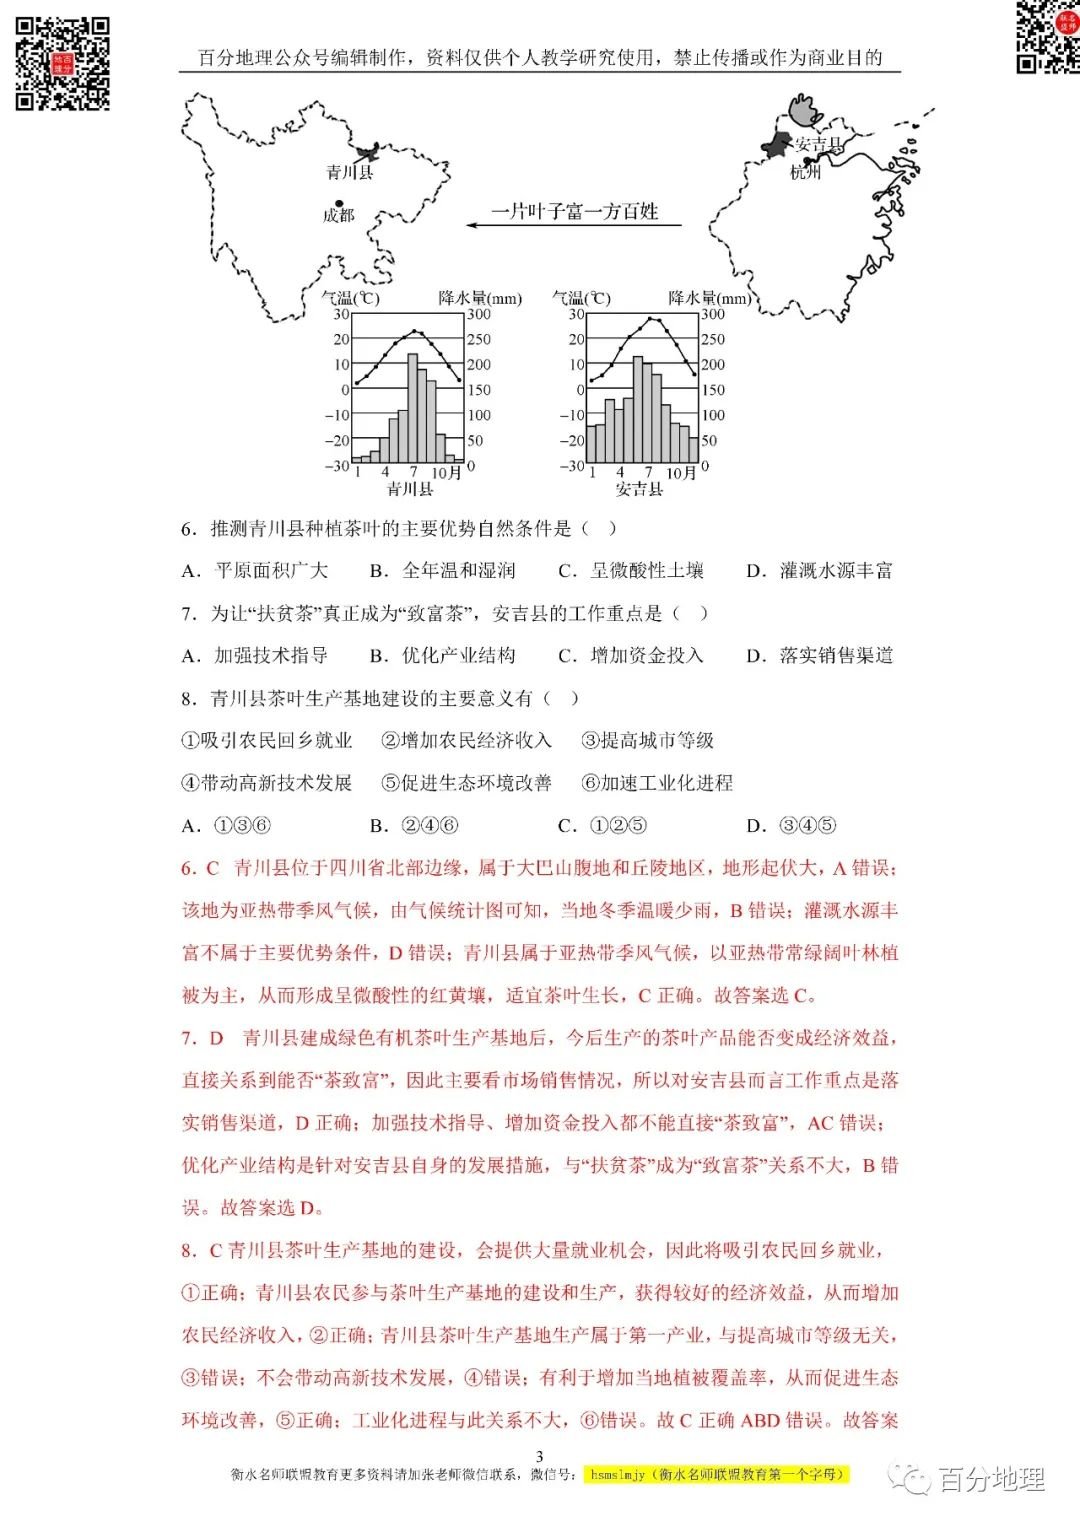 百分地理公众号编辑制作，资料仅供个人教学研究使用，禁止传播或作为商业目的
青川县
成都
一片叶子富一方百姓
安吉县
杭州
气温(℃) 降水量(mm)
30 300
20 250
10 200
0 150
-10 100
-20 50
-30 0
1 4 7 10月
青川县
气温(℃) 降水量(mm)
30 300
20 250
10 200
0 150
-10 100
-20 50
-30 0
1 4 7 10月
安吉县
6．推测青川县种植茶叶的主要优势自然条件是（ ）
A．平原面积广大 B．全年温和湿润 C．呈微酸性土壤 D．灌溉水源丰富
7．为让“扶贫茶”真正成为“致富茶”，安吉县的工作重点是（ ）
A．加强技术指导 B．优化产业结构 C．增加资金投入 D．落实销售渠道
8．青川县茶叶生产基地建设的主要意义有（ ）
①吸引农民回乡就业 ②增加农民经济收入 ③提高城市等级
④带动高新技术发展 ⑤促进生态环境改善 ⑥加速工业化进程
A．①③⑥ B．②④⑥ C．①②⑤ D．③④⑤
6．C 青川县位于四川省北部边缘，属于大巴山腹地和丘陵地区，地形起伏大，A 错误；
该地为亚热带季风气候，由气候统计图可知，当地冬季温暖少雨，B 错误；灌溉水源丰
富不属于主要优势条件，D 错误；青川县属于亚热带季风气候，以亚热带常绿阔叶林植
被为主，从而形成呈微酸性的红黄壤，适宜茶叶生长，C 正确。故答案选 C。
7．D 青川县建成绿色有机茶叶生产基地后，今后生产的茶叶产品能否变成经济效益，
直接关系到能否“茶致富”，因此主要看市场销售情况，所以对安吉县而言工作重点是落
实销售渠道，D 正确；加强技术指导、增加资金投入都不能直接“茶致富”，AC 错误；
优化产业结构是针对安吉县自身的发展措施，与“扶贫茶”成为“致富茶”关系不大，B 错
误。故答案选 D。
8．C 青川县茶叶生产基地的建设，会提供大量就业机会，因此将吸引农民回乡就业，
①正确；青川县农民参与茶叶生产基地的建设和生产，获得较好的经济效益，从而增加
农民经济收入，②正确；青川县茶叶生产基地生产属于第一产业，与提高城市等级无关，
③错误；不会带动高新技术发展，④错误；有利于增加当地植被覆盖率，从而促进生态
环境改善，⑤正确；工业化进程与此关系不大，⑥错误。故 C 正确 ABD 错误。故答案
3
衡水名师联盟教育更多资料请加张老师微信联系，微信号： hsmslmjy（衡水名师联盟教育第一个字母）
百分地理